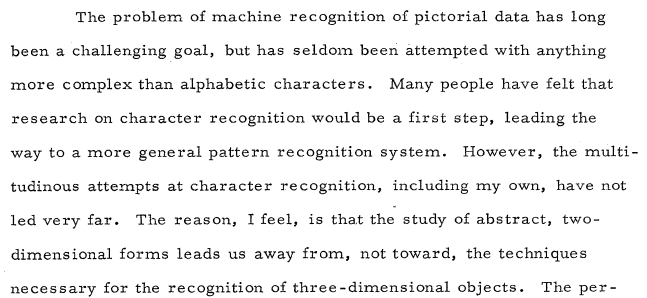 The problem of machine recognition of pictorial data has long
been a challenging goal, but has seldom been attempted with anything
more complex than alphabetic characters. Many people have felt that
research on character recognition would be a first step, leading the
way to a more general pattern recognition system. However, the multi-
tudinous attempts at character recognition, including my own, have not
led very far. The reason, I feel, is that the study of abstract, two-
dimensional forms leads us away from, not toward, the techniques
necessary for the recognition of three-dimensional objects. The per-